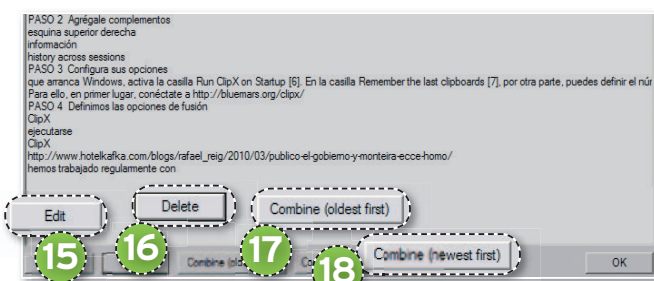 PASO 2 Agrégale complementos
esquina superior derecha
información
history across sessions
PASO 3 Configura sus opciones
que arranca Windows, activa la casilla Run ClipX on Startup [6]. En la casilla Remember the last clipboards [7], por otra parte, puedes definir el núr
Para ello, en primer lugar, conéctate a http://bluemars.org/clipx/
PASO 4 Definimos las opciones de fusión
ClipX
ejecutarse
ClipX
http://www.hotelkafka.com/blogs/rafael_reig/2010/03/publico-el-gobierno-y-monteira-ecce-homo/
hemos trabajado regularmente con
Edit Delete Combine (oldest first)
15 16 17 18 Combine (newest first)
Combine (old Co OK